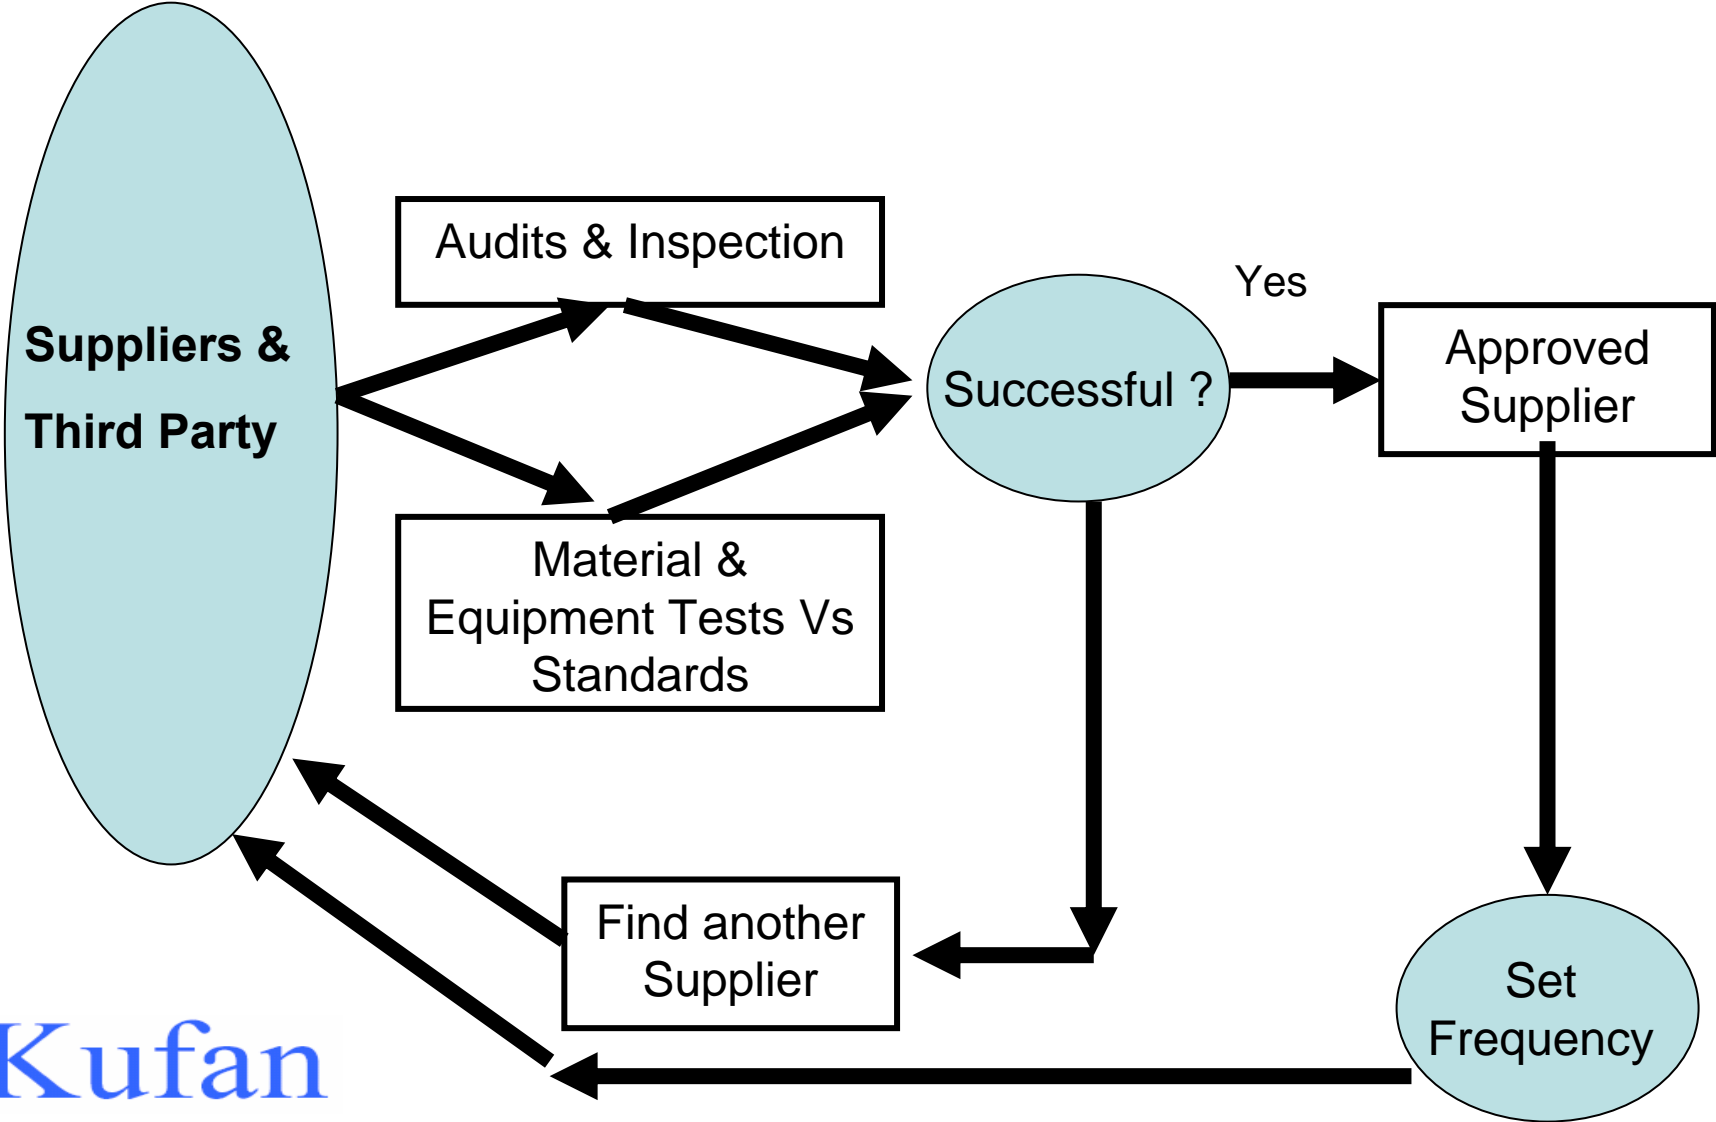 Suppliers &
Third Party
Audits & Inspection
Material &
Equipment Tests Vs
Standards
Successful ?
Yes
Approved
Supplier
Find another
Supplier
Set
Frequency
Kufan